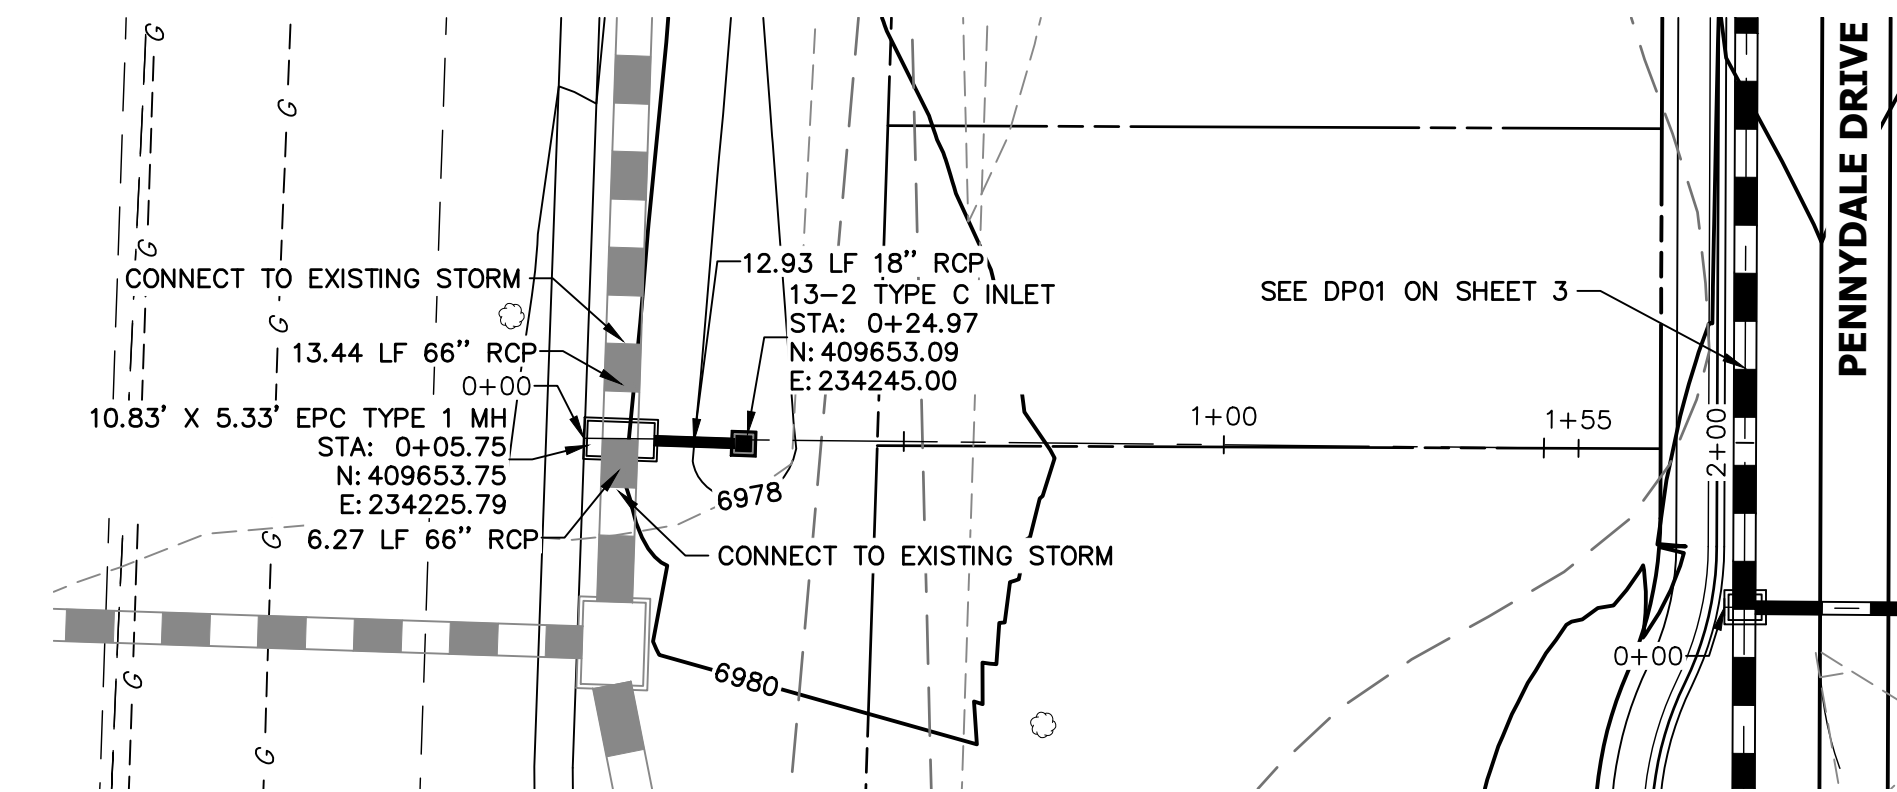 G
G
G
G
G
G
G
CONNECT TO EXISTING STORM
13.44 LF 66” RCP
0+00
10.83’ X 5.33’ EPC TYPE 1 MH
STA: 0+05.75
N: 409653.75
E: 234225.79
6.27 LF 66” RCP
12.93 LF 18” RCP
13-2 TYPE C INLET
STA: 0+24.97
N: 409653.09
E: 234245.00
6978
CONNECT TO EXISTING STORM
6980
1+00
1+55
SEE DP01 ON SHEET 3
2+00
0+00
PENNYDALE DRIVE